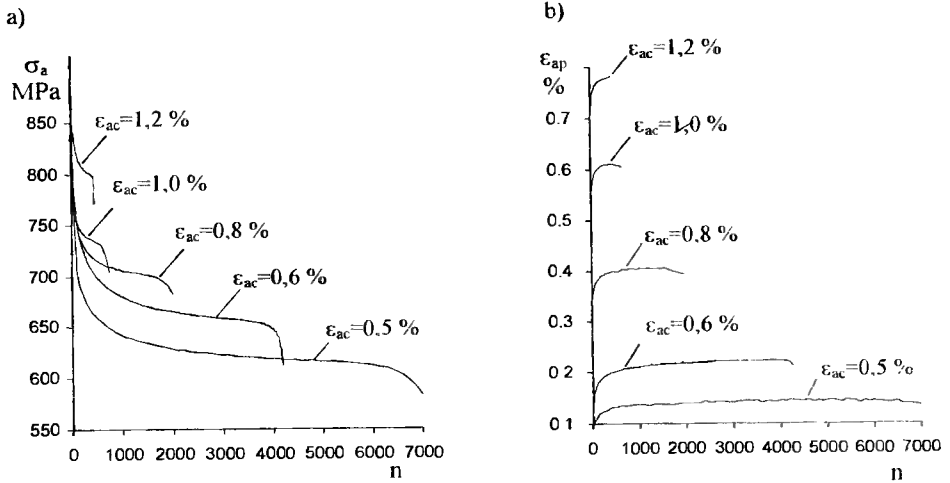 a)
σa
MPa
850
800
750
700
650
600
550
εac=1,2 %
εac=1,0 %
εac=0,8 %
εac=0,6 %
εac=0,5 %
0 1000 2000 3000 4000 5000 6000 7000
n
b)
εap
%
0.7
0.6
0.5
0.4
0.3
0.2
0.1
εac=1,2 %
εac=1,0 %
εac=0,8 %
εac=0,6 %
εac=0,5 %
0 1000 2000 3000 4000 5000 6000 7000
n